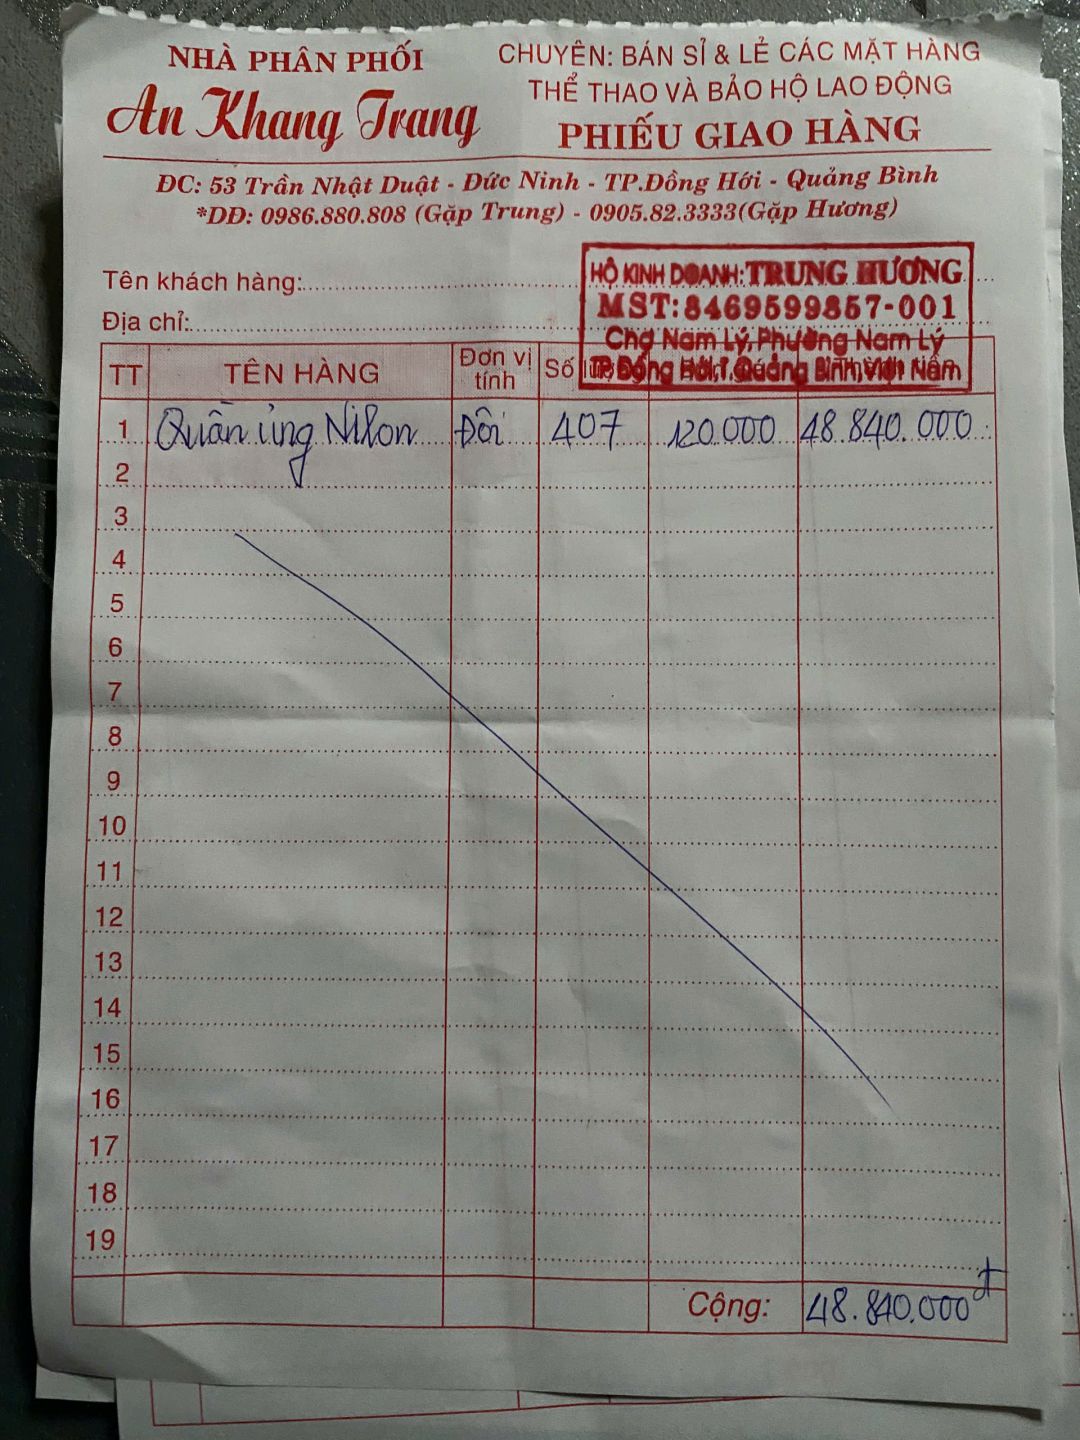 NHÀ PHÂN PHỐI
An Khang Trang
CHUYÊN: BÁN SỈ & LẺ CÁC MẶT HÀNG
THỂ THAO VÀ BẢO HỘ LAO ĐỘNG
PHIẾU GIAO HÀNG
ĐC: 53 Trần Nhật Duật - Đức Ninh - TP.Đồng Hới - Quảng Bình
*DĐ: 0986.880.808 (Gặp Trung) - 0905.82.3333(Gặp Hương)
Tên khách hàng:
Địa chỉ:
HỘ KINH DOANH: TRUNG HƯƠNG
MST: 8469599857-001
Chợ Nam Lý, Phường Nam Lý
TP Đồng Hới, T. Quảng Bình, Việt Nam
TT TÊN HÀNG Đơn vị tính Số
1 Quần ủng Nilon Đôi 407 120.000 48.840.000
2
3
4
5
6
7
8
9
10
11
12
13
14
15
16
17
18
19
Cộng: 48.840.000đ